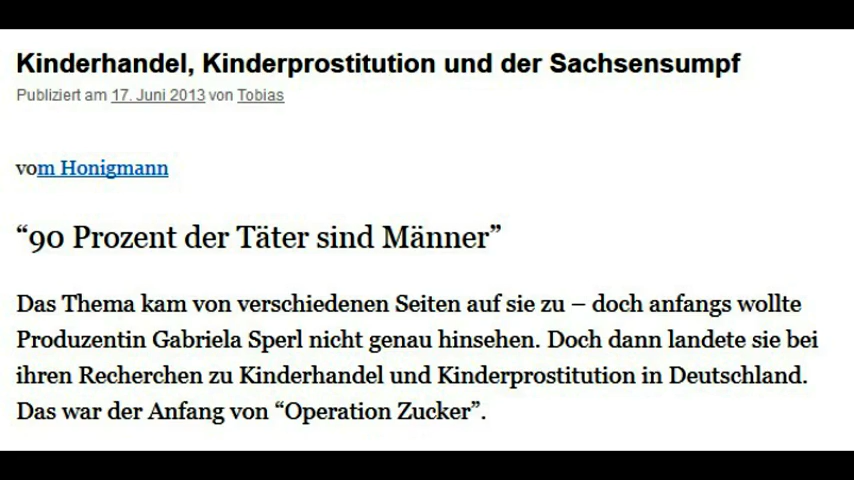 Kinderhandel, Kinderprostitution und der Sachsensumpf
Publiziert am 17. Juni 2013 von Tobias
vom Honigmann
“90 Prozent der Täter sind Männer”
Das Thema kam von verschiedenen Seiten auf sie zu – doch anfangs wollte
Produzentin Gabriela Sperl nicht genau hinsehen. Doch dann landete sie bei
ihren Recherchen zu Kinderhandel und Kinderprostitution in Deutschland.
Das war der Anfang von “Operation Zucker”.